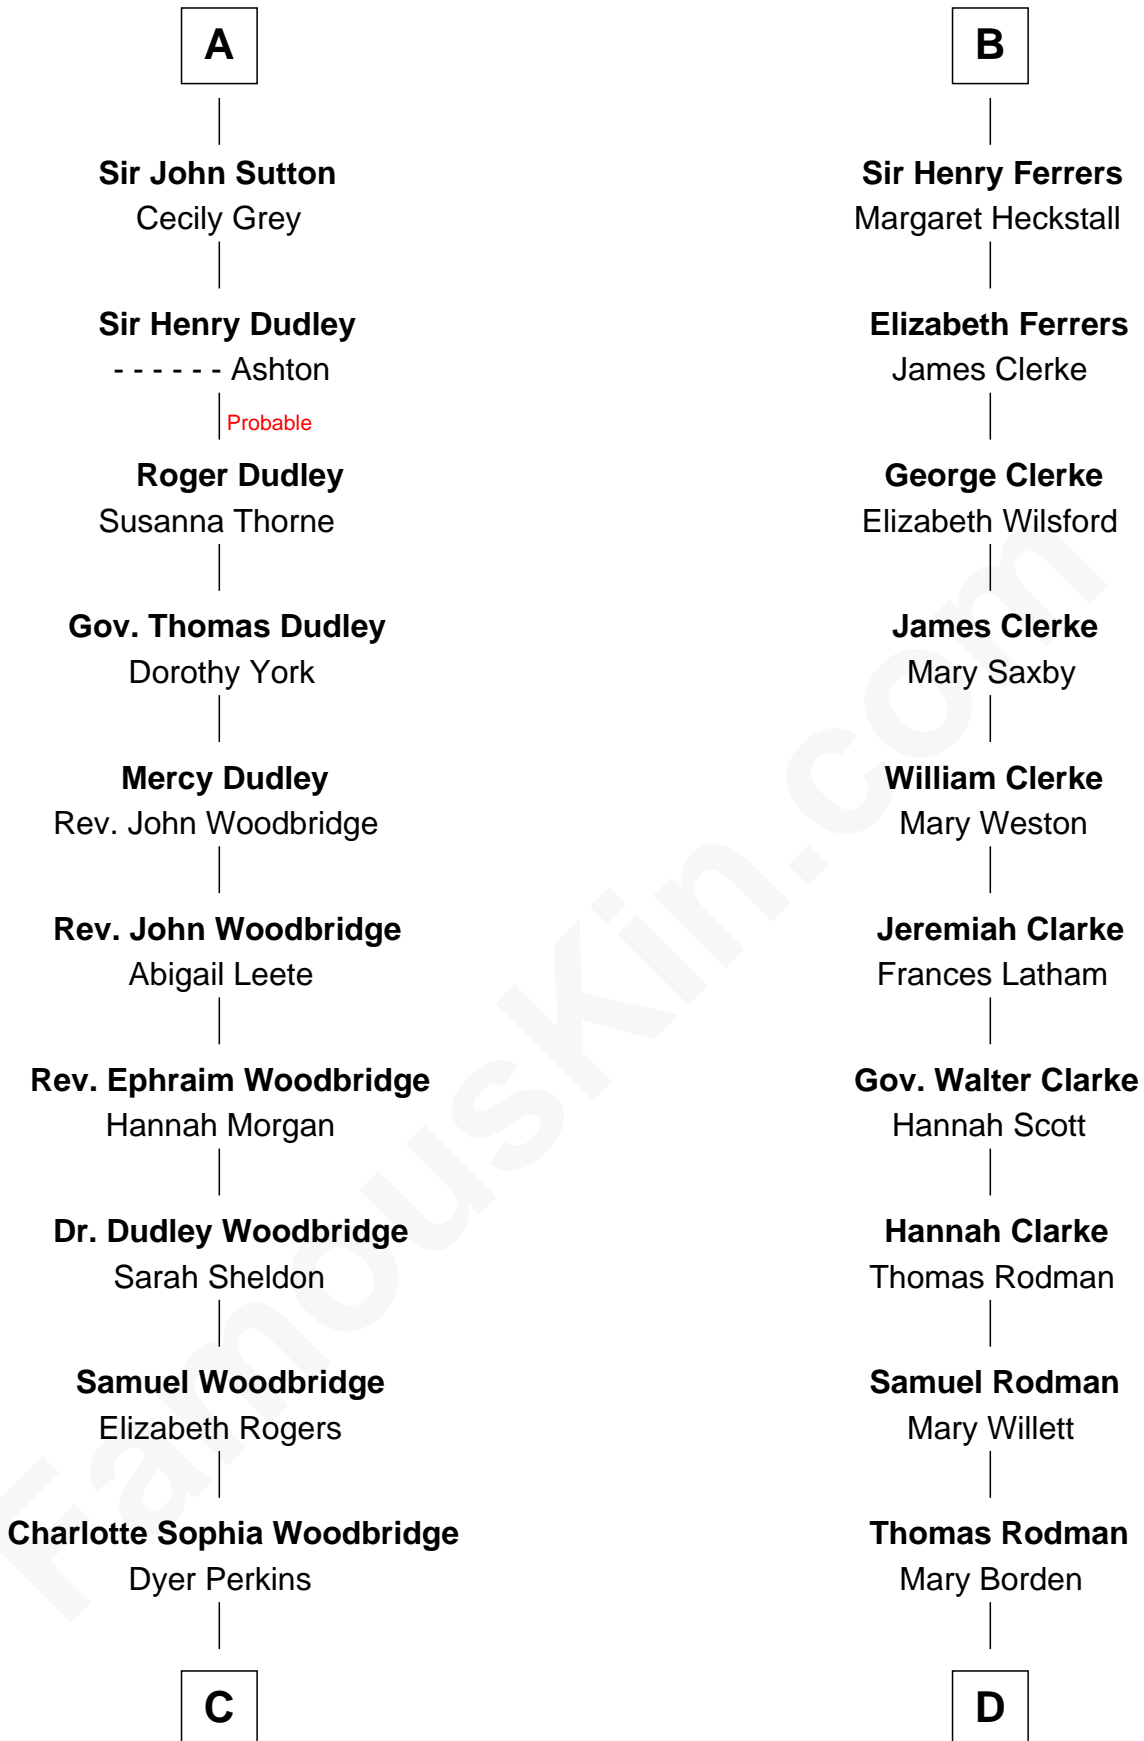 A
Sir John Sutton
Cecily Grey
Sir Henry Dudley
- - - - - - Ashton
Probable
Roger Dudley
Susanna Thorne
Gov. Thomas Dudley
Dorothy York
Mercy Dudley
Rev. John Woodbridge
Rev. John Woodbridge
Abigail Leete
Rev. Ephraim Woodbridge
Hannah Morgan
Dr. Dudley Woodbridge
Sarah Sheldon
Samuel Woodbridge
Elizabeth Rogers
Charlotte Sophia Woodbridge
Dyer Perkins
C
B
Sir Henry Ferrers
Margaret Heckstall
Elizabeth Ferrers
James Clerke
George Clerke
Elizabeth Wilsford
James Clerke
Mary Saxby
William Clerke
Mary Weston
Jeremiah Clarke
Frances Latham
Gov. Walter Clarke
Hannah Scott
Hannah Clarke
Thomas Rodman
Samuel Rodman
Mary Willett
Thomas Rodman
Mary Borden
D
FamousKin.com